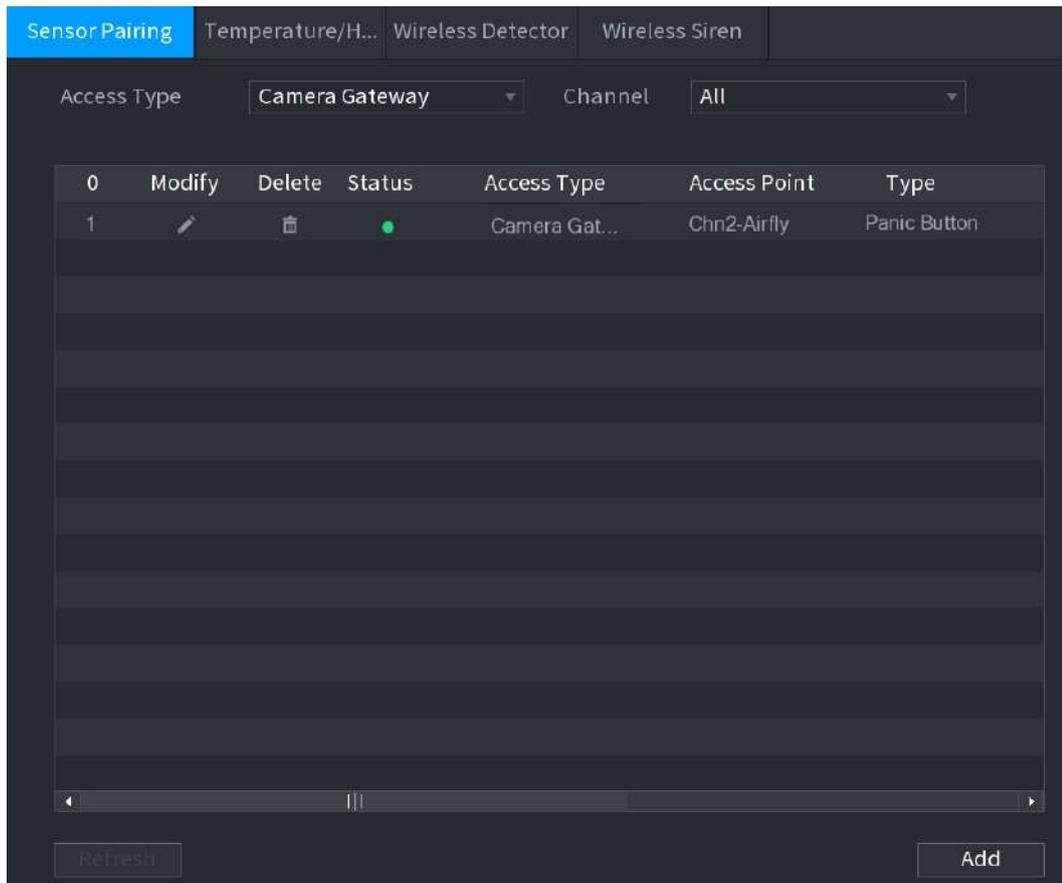 Sensor Pairing Temperature/H... Wireless Detector Wireless Siren
Access Type Camera Gateway Channel All
0 Modify Delete Status Access Type Access Point Type
1 Camera Gat... Chn2-Airfly Panic Button
Refresh Add